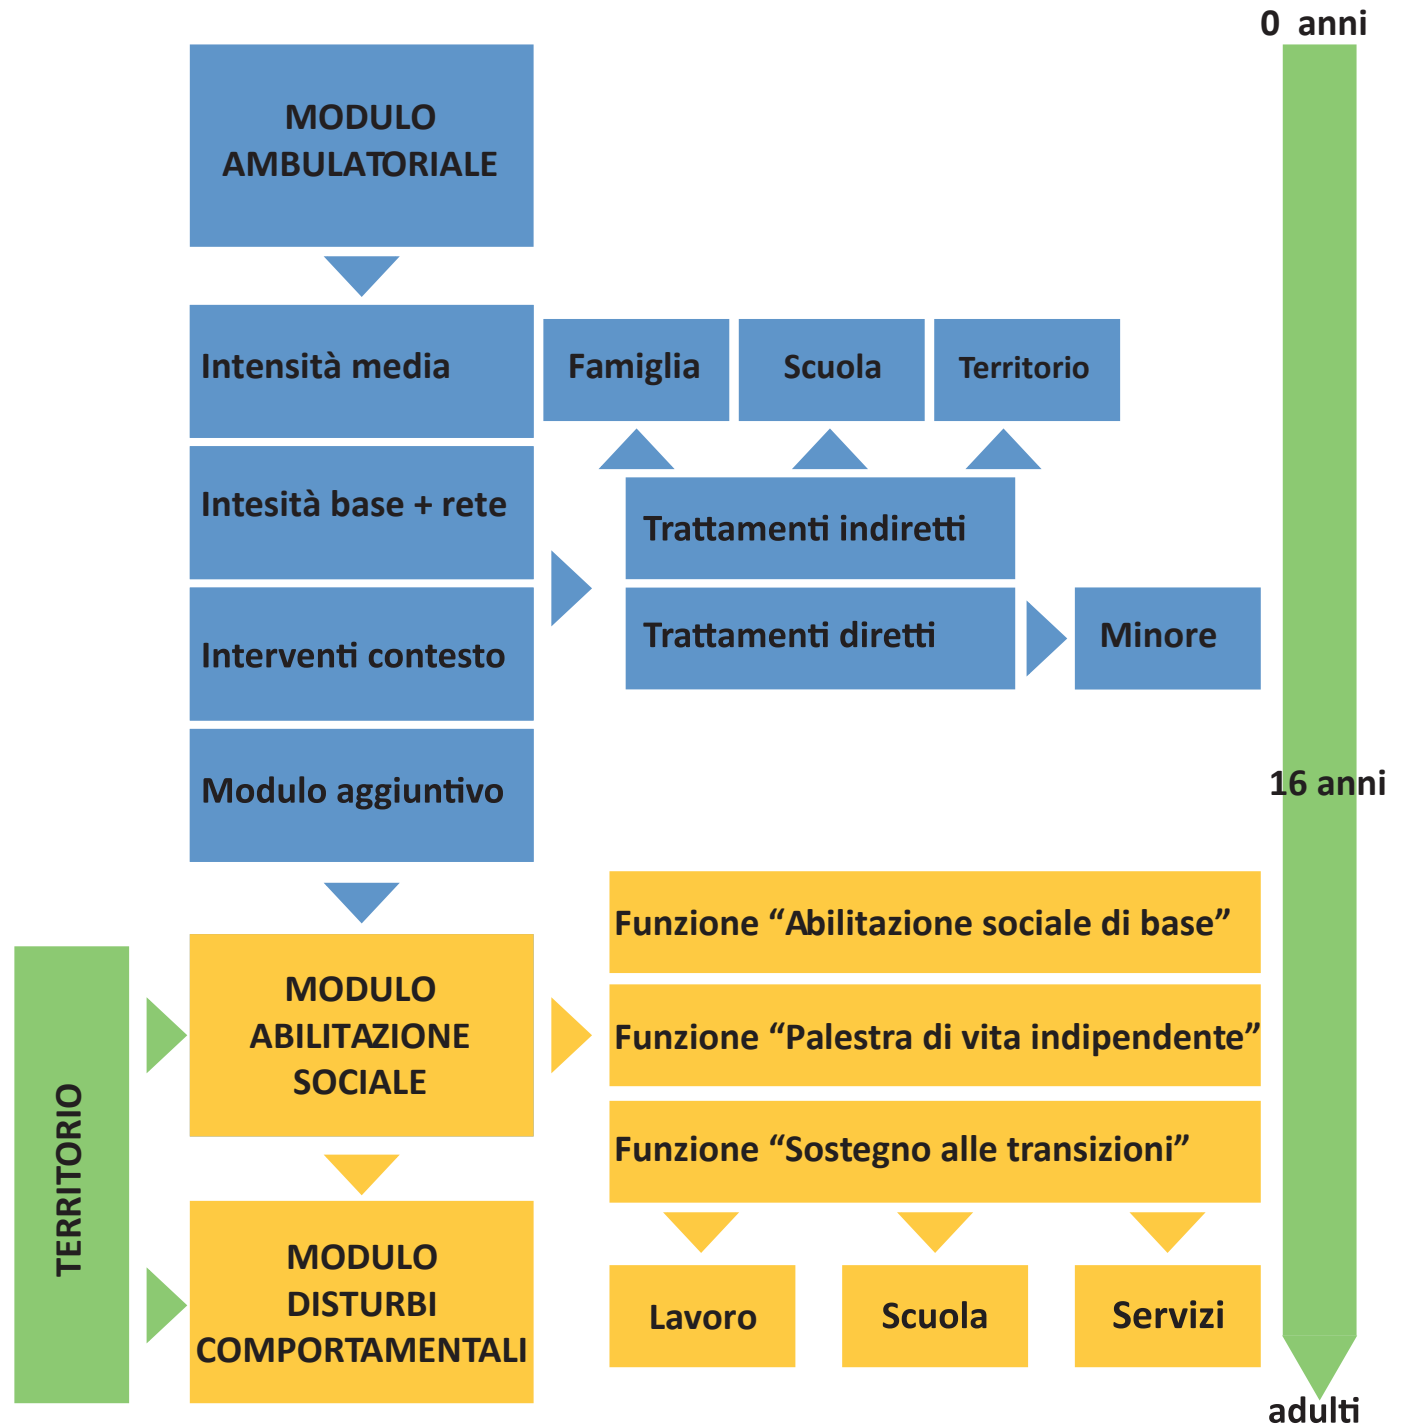 0 anni
MODULO
AMBULATORIALE
Intensità media
Famiglia
Scuola
Territorio
Intesità base + rete
Trattamenti indiretti
Interventi contesto
Trattamenti diretti
Minore
Modulo aggiuntivo
16 anni
Funzione “Abilitazione sociale di base”
TERRITORIO
MODULO
ABILITAZIONE
SOCIALE
Funzione “Palestra di vita indipendente”
Funzione “Sostegno alle transizioni”
MODULO
DISTURBI
COMPORTAMENTALI
Lavoro
Scuola
Servizi
adulti